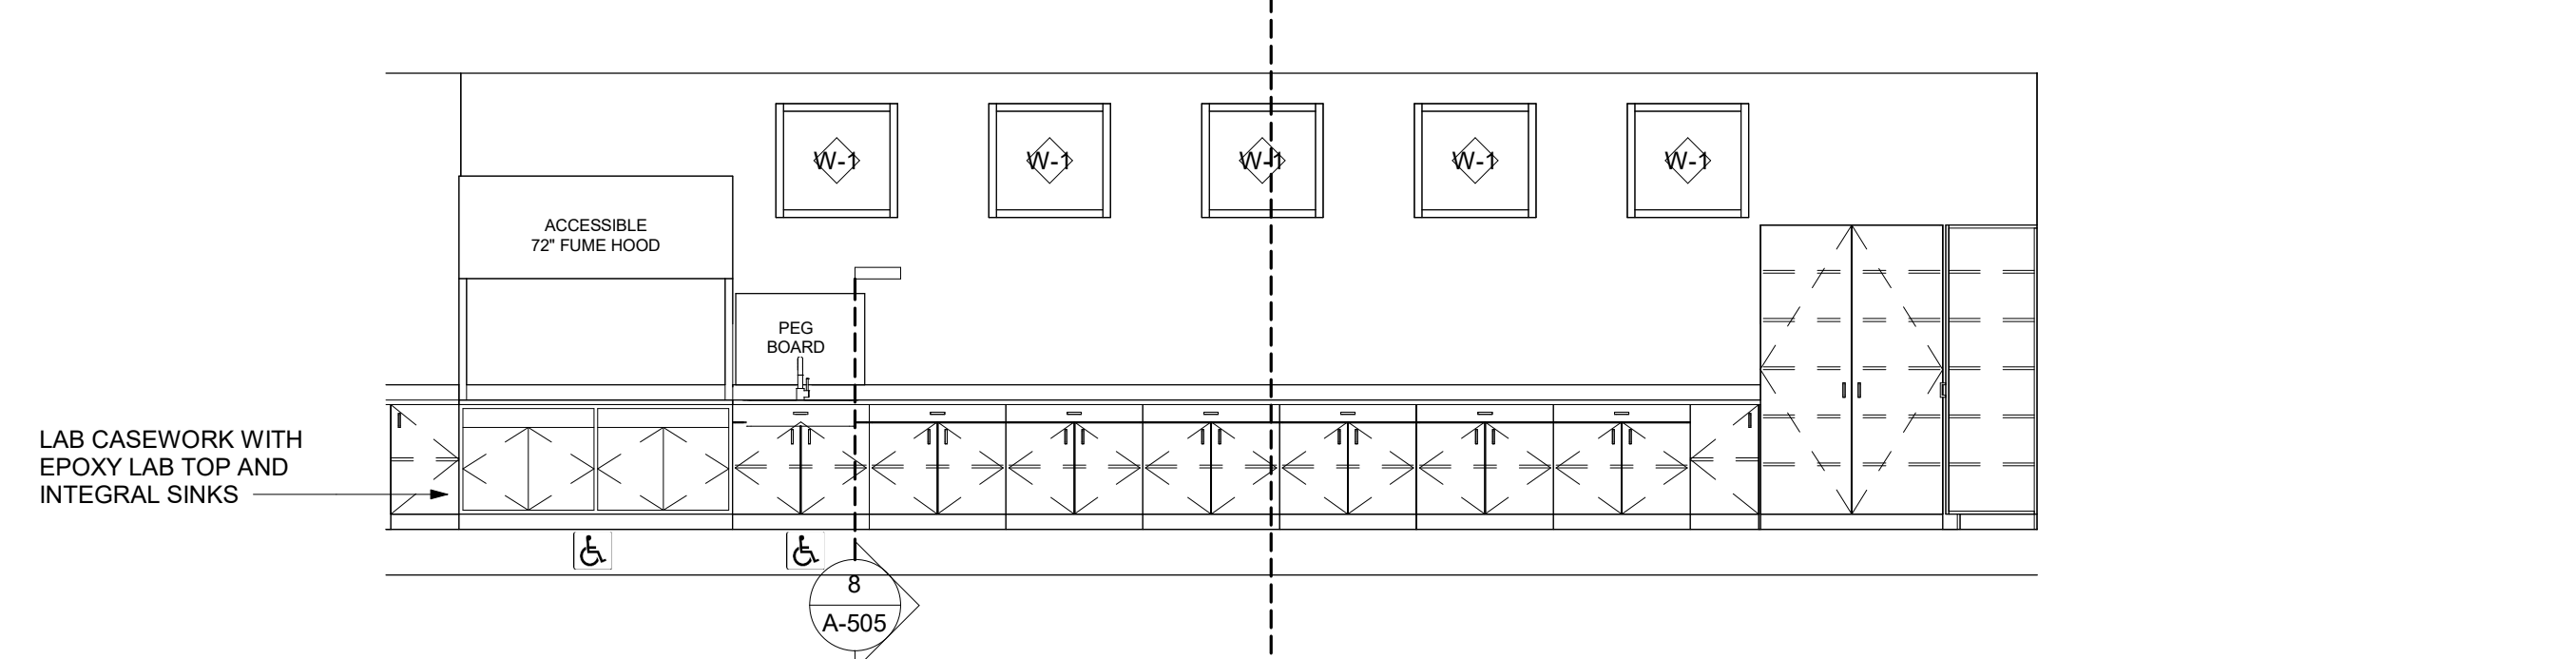 W-1
W-1
W-1
W-1
W-1
ACCESSIBLE
72" FUME HOOD
PEG
BOARD
LAB CASEWORK WITH
EPOXY LAB TOP AND
INTEGRAL SINKS
8
A-505